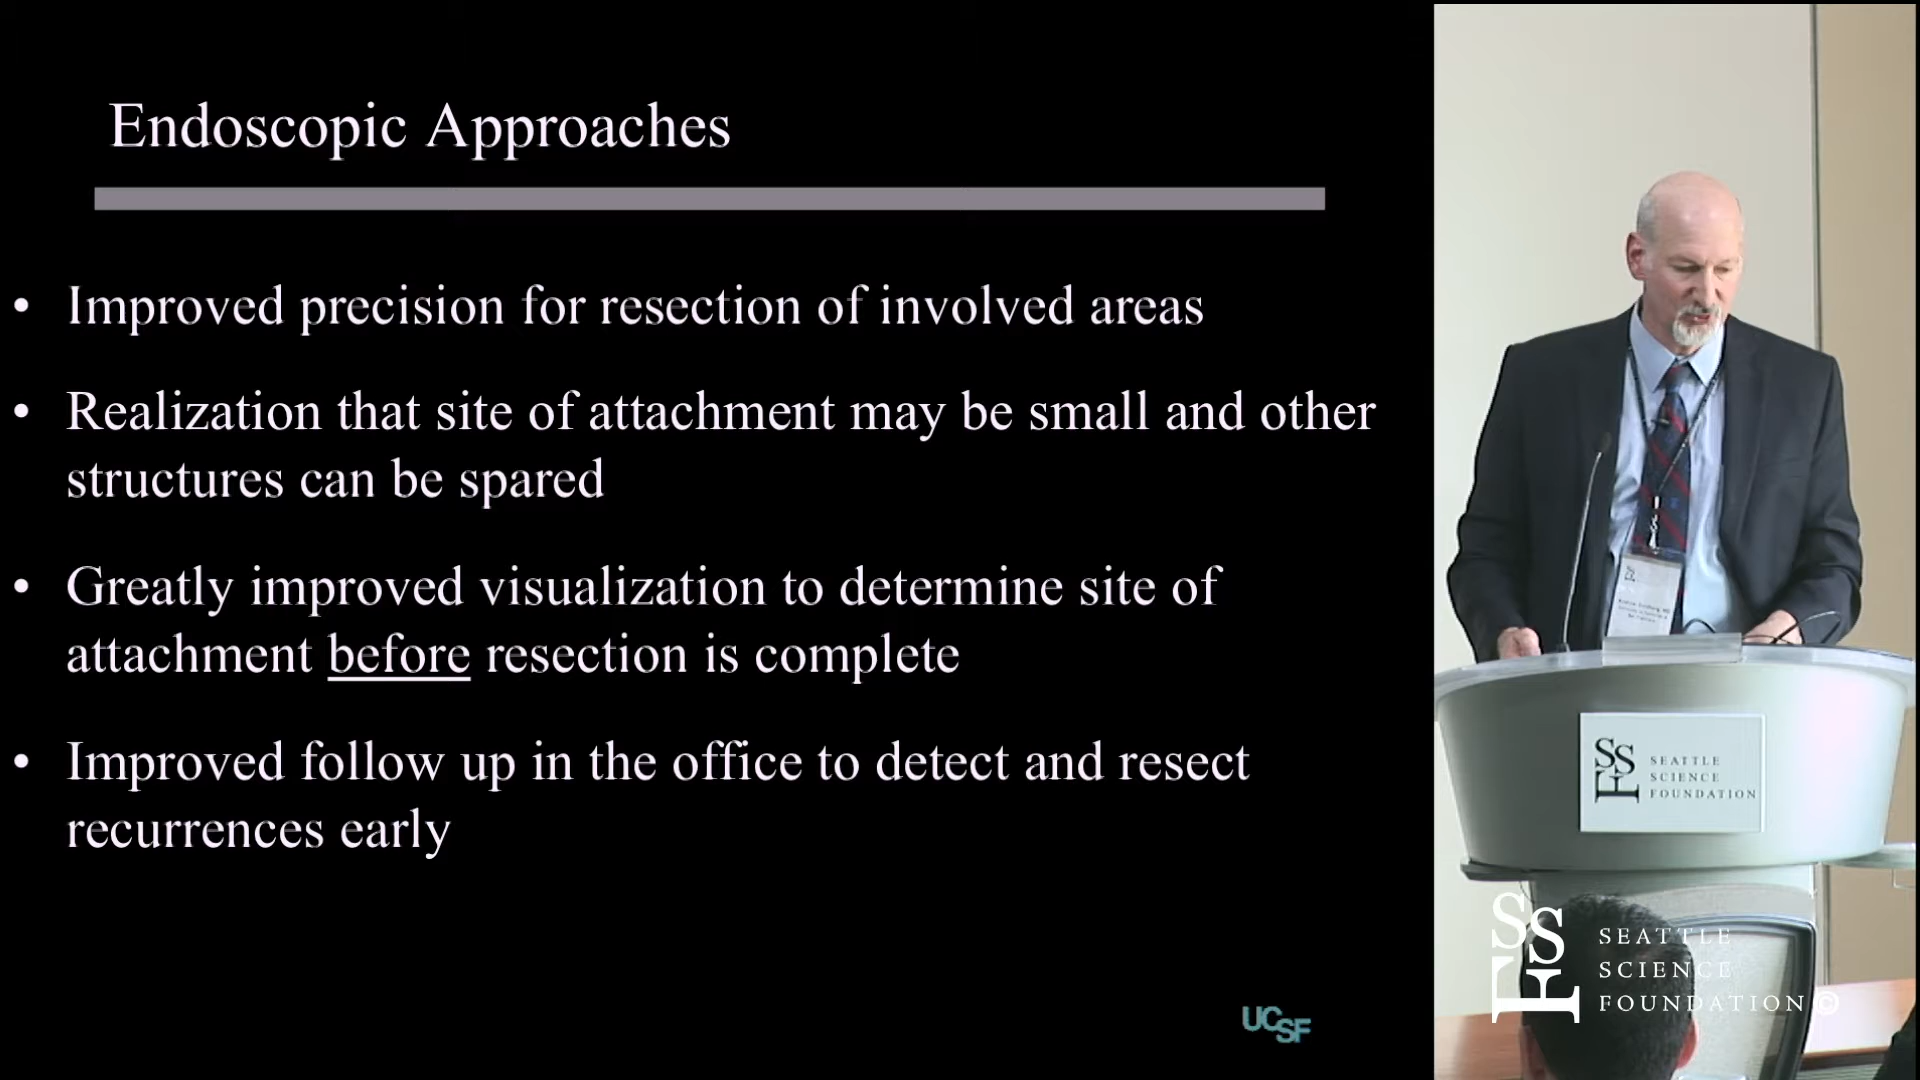 Endoscopic Approaches
• Improved precision for resection of involved areas
• Realization that site of attachment may be small and other
structures can be spared
• Greatly improved visualization to determine site of
attachment before resection is complete
• Improved follow up in the office to detect and resect
recurrences early
UCSF
SSF
SEATTLE
SCIENCE
FOUNDATION
SSF
SEATTLE
SCIENCE
FOUNDATION ©